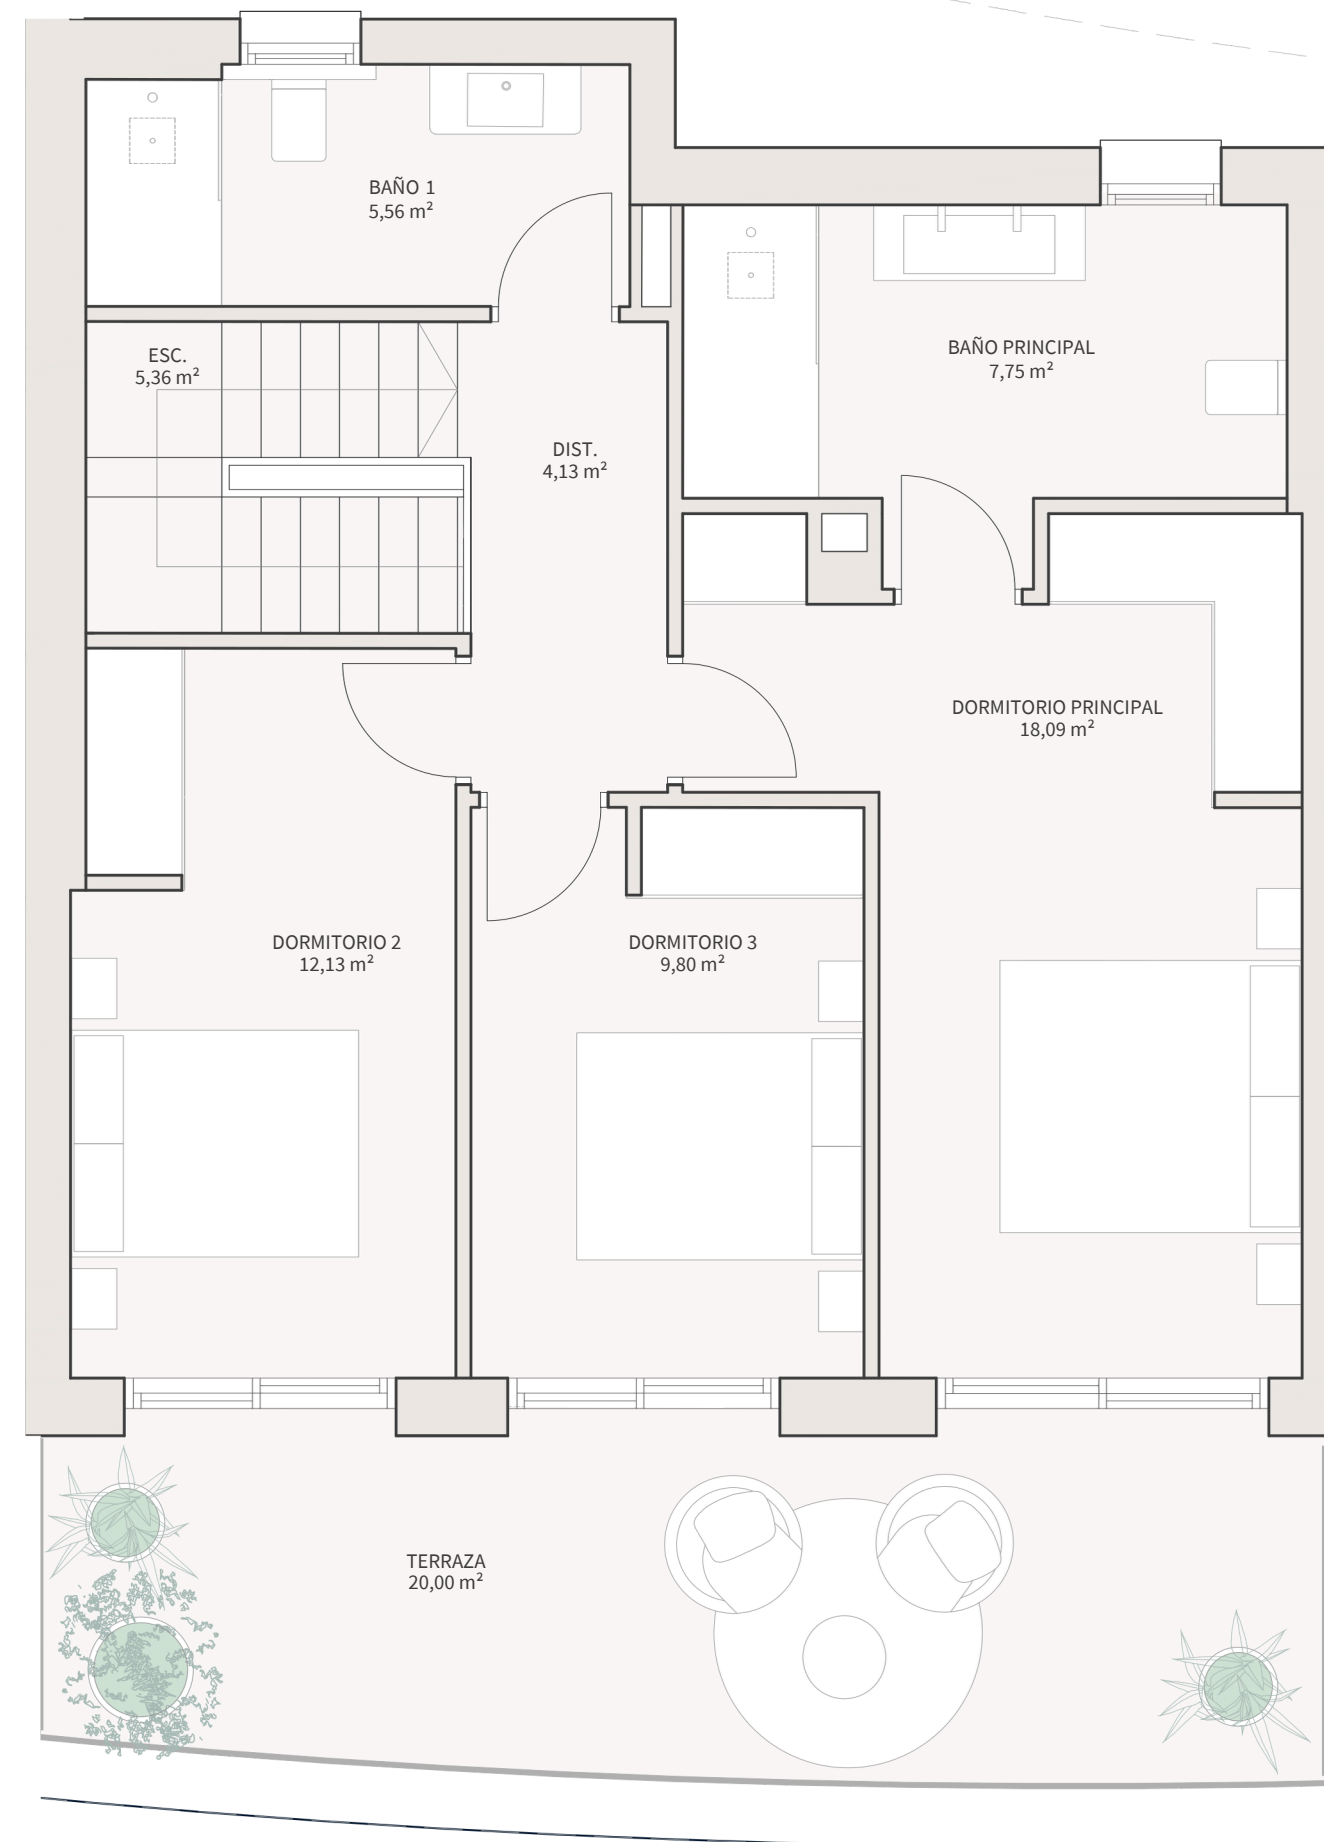 BAÑO 1
5,56 m²
ESC.
5,36 m²
BAÑO PRINCIPAL
7,75 m²
DIST.
4,13 m²
DORMITORIO PRINCIPAL
18,09 m²
DORMITORIO 2
12,13 m²
DORMITORIO 3
9,80 m²
TERRAZA
20,00 m²